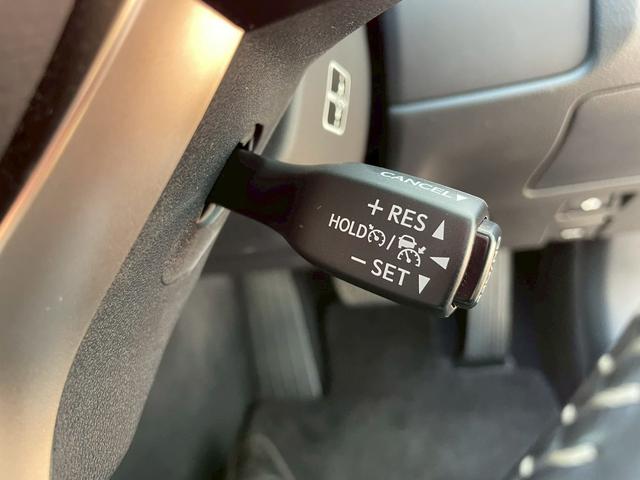 CANCEL
+ RES
HOLD /
− SET